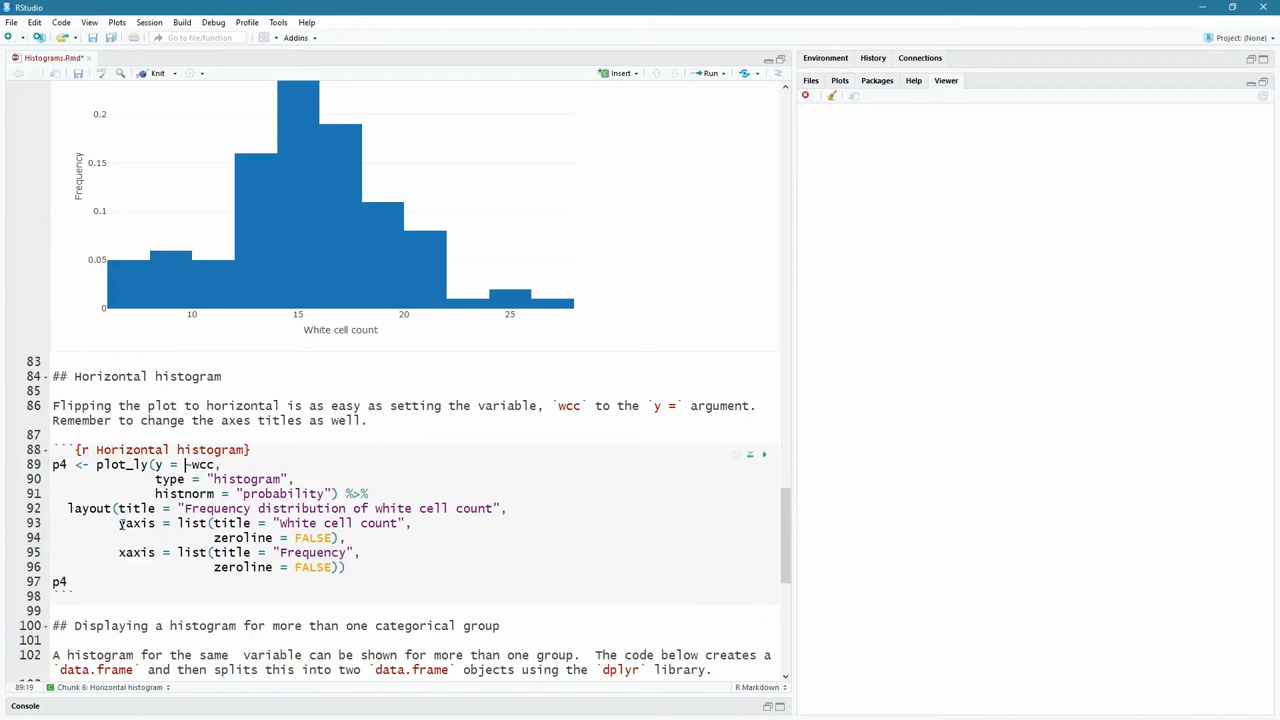 RStudio
File Edit Code View Plots Session Build Debug Profile Tools Help
Go to file/function Addins Project: (None)
Histograms.Rmd* Environment History Connections
Knit Insert Run Files Plots Packages Help Viewer
0.2
0.15
0.1
0.05
0
Frequency
10 15 20 25
White cell count
83
84 ## Horizontal histogram
85
86 Flipping the plot to horizontal is as easy as setting the variable, `wcc` to the `y =` argument.
Remember to change the axes titles as well.
87
88 ```{r Horizontal histogram}
89 p4 <- plot_ly(y = ~wcc,
90 type = "histogram",
91 histnorm = "probability") %>%
92 layout(title = "Frequency distribution of white cell count",
93 yaxis = list(title = "White cell count",
94 zeroline = FALSE),
95 xaxis = list(title = "Frequency",
96 zeroline = FALSE))
97 p4
98 ```
99
100 ## Displaying a histogram for more than one categorical group
101
102 A histogram for the same variable can be shown for more than one group. The code below creates a
`data.frame` and then splits this into two `data.frame` objects using the `dplyr` library.
89:19 Chunk 6: Horizontal histogram R Markdown
Console